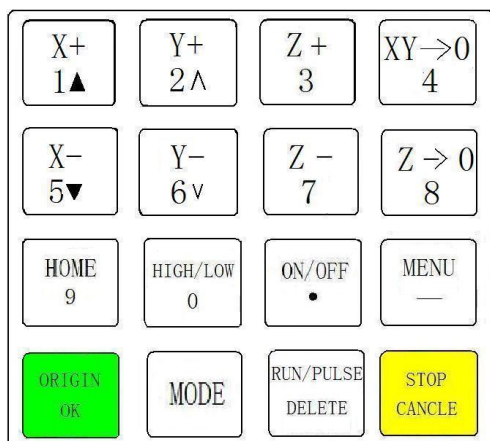 X+
1▲
Y+
2∧
Z+
3
XY→0
4
X−
5▼
Y−
6∨
Z −
7
Z → 0
8
HOME
9
HIGH/LOW
0
ON/OFF
•
MENU
—
ORIGIN
OK
MODE
RUN/PULSE
DELETE
STOP
CANCLE